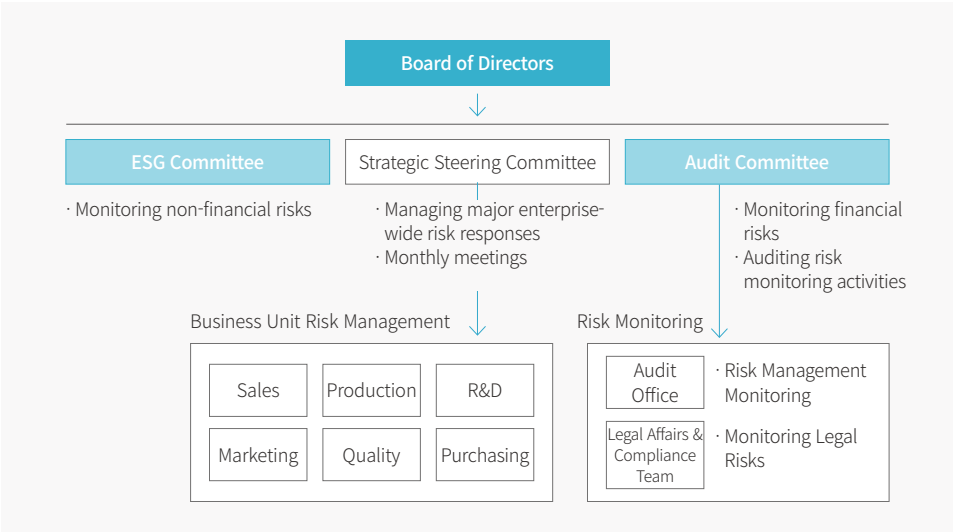 Board of Directors
ESG Committee
Strategic Steering Committee
Audit Committee
· Monitoring non-financial risks
· Managing major enterprise-
wide risk responses
· Monthly meetings
· Monitoring financial
risks
· Auditing risk
monitoring activities
Business Unit Risk Management
Sales
Production
R&D
Marketing
Quality
Purchasing
Risk Monitoring
Audit
Office
· Risk Management
Monitoring
Legal Affairs &
Compliance
Team
· Monitoring Legal
Risks